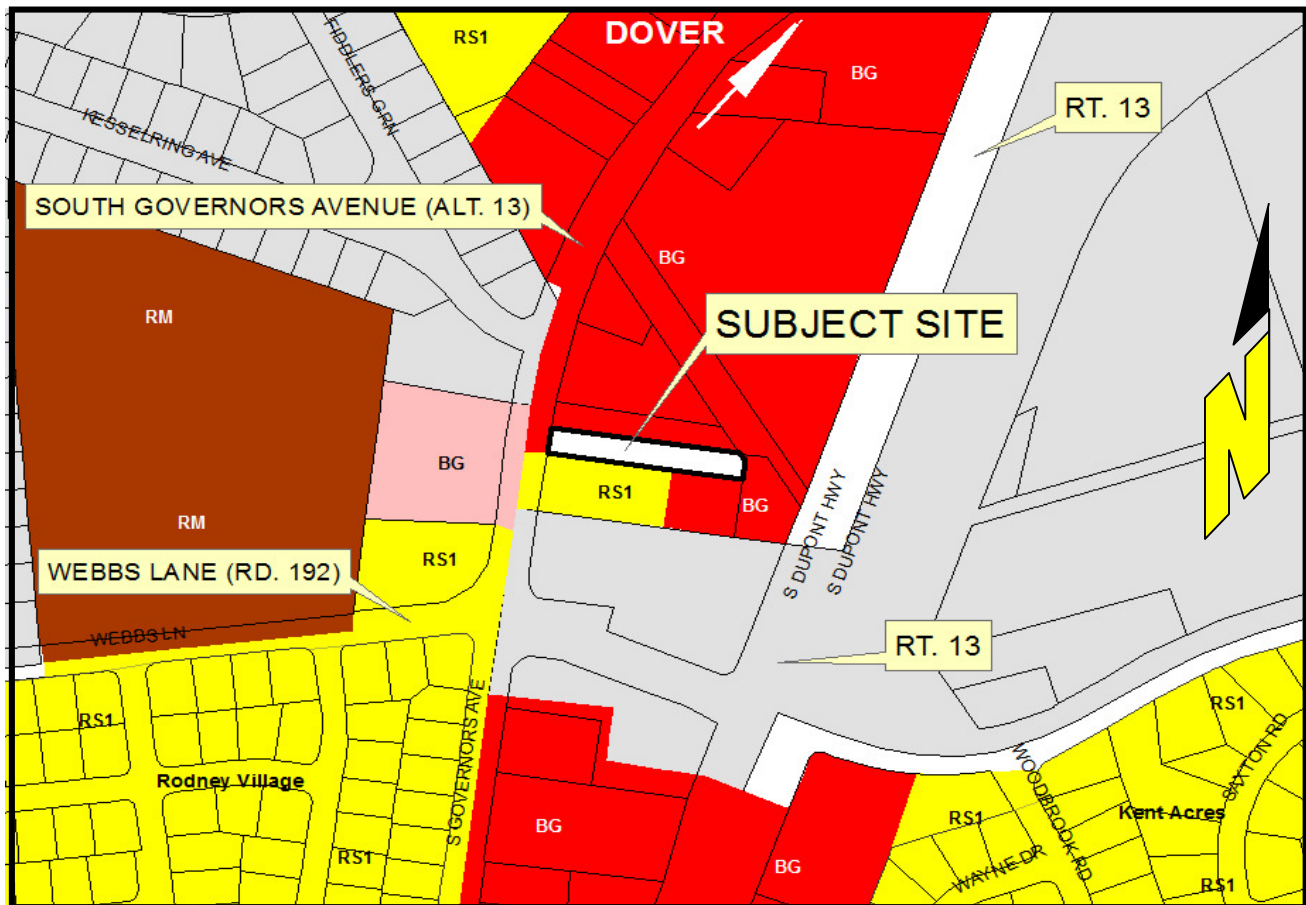 DOVER
RS1
BG
FIDDLERS GRN
RT. 13
KESSELRING AVE
SOUTH GOVERNORS AVENUE (ALT. 13)
BG
RM
SUBJECT SITE
N
BG
RS1
BG
RM
S DUPONT HWY
S DUPONT HWY
RS1
WEBBS LANE (RD. 192)
WEBBS LN
RT. 13
RS1
RS1
S GOVERNORS AVE
SAXTON RD
Rodney Village
WOODBROOK RD
Kent Acres
BG
RS1
RS1
BG
WAYNE DR
RS1